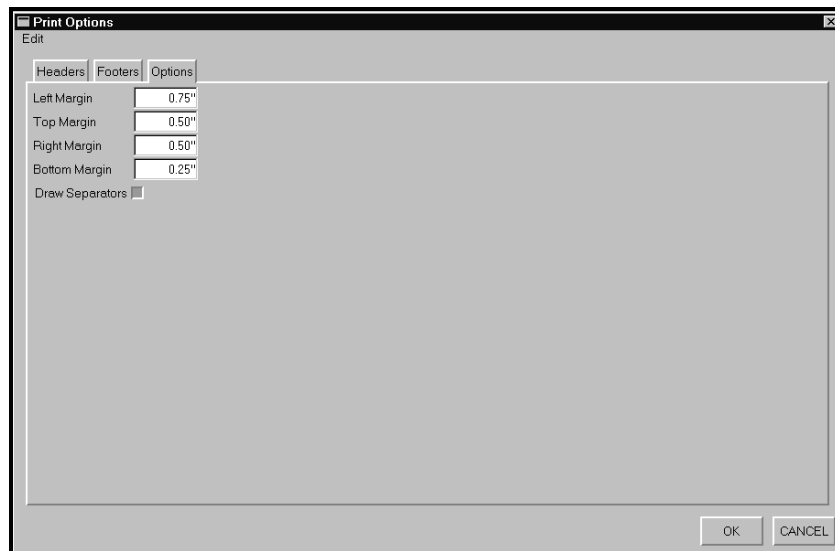 Print Options
Edit
Headers Footers Options
Left Margin 0.75"
Top Margin 0.50"
Right Margin 0.50"
Bottom Margin 0.25"
Draw Separators
OK CANCEL